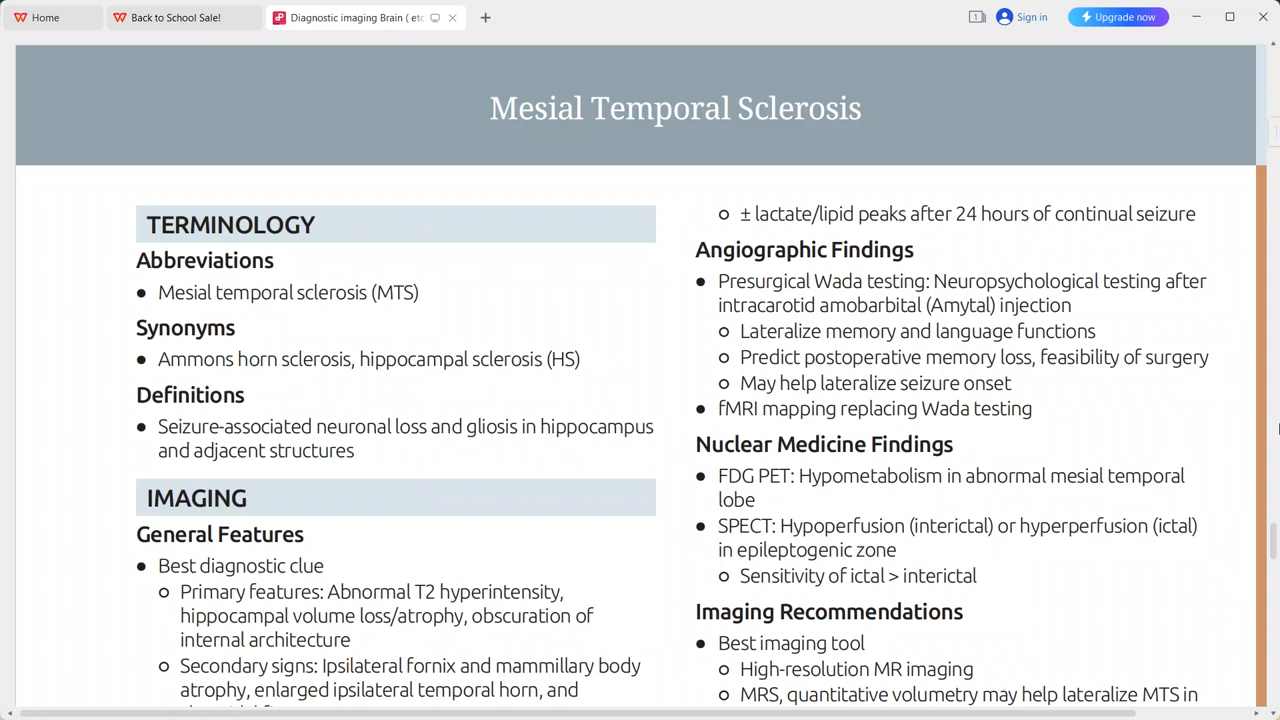 Home
Back to School Sale!
Diagnostic imaging Brain ( etc
1
Sign in
Upgrade now
Mesial Temporal Sclerosis
TERMINOLOGY
Abbreviations
• Mesial temporal sclerosis (MTS)
Synonyms
• Ammons horn sclerosis, hippocampal sclerosis (HS)
Definitions
• Seizure-associated neuronal loss and gliosis in hippocampus
and adjacent structures
IMAGING
General Features
• Best diagnostic clue
○ Primary features: Abnormal T2 hyperintensity,
hippocampal volume loss/atrophy, obscuration of
internal architecture
○ Secondary signs: Ipsilateral fornix and mammillary body
atrophy, enlarged ipsilateral temporal horn, and
○ ± lactate/lipid peaks after 24 hours of continual seizure
Angiographic Findings
• Presurgical Wada testing: Neuropsychological testing after
intracarotid amobarbital (Amytal) injection
○ Lateralize memory and language functions
○ Predict postoperative memory loss, feasibility of surgery
○ May help lateralize seizure onset
• fMRI mapping replacing Wada testing
Nuclear Medicine Findings
• FDG PET: Hypometabolism in abnormal mesial temporal
lobe
• SPECT: Hypoperfusion (interictal) or hyperperfusion (ictal)
in epileptogenic zone
○ Sensitivity of ictal > interictal
Imaging Recommendations
• Best imaging tool
○ High-resolution MR imaging
○ MRS, quantitative volumetry may help lateralize MTS in